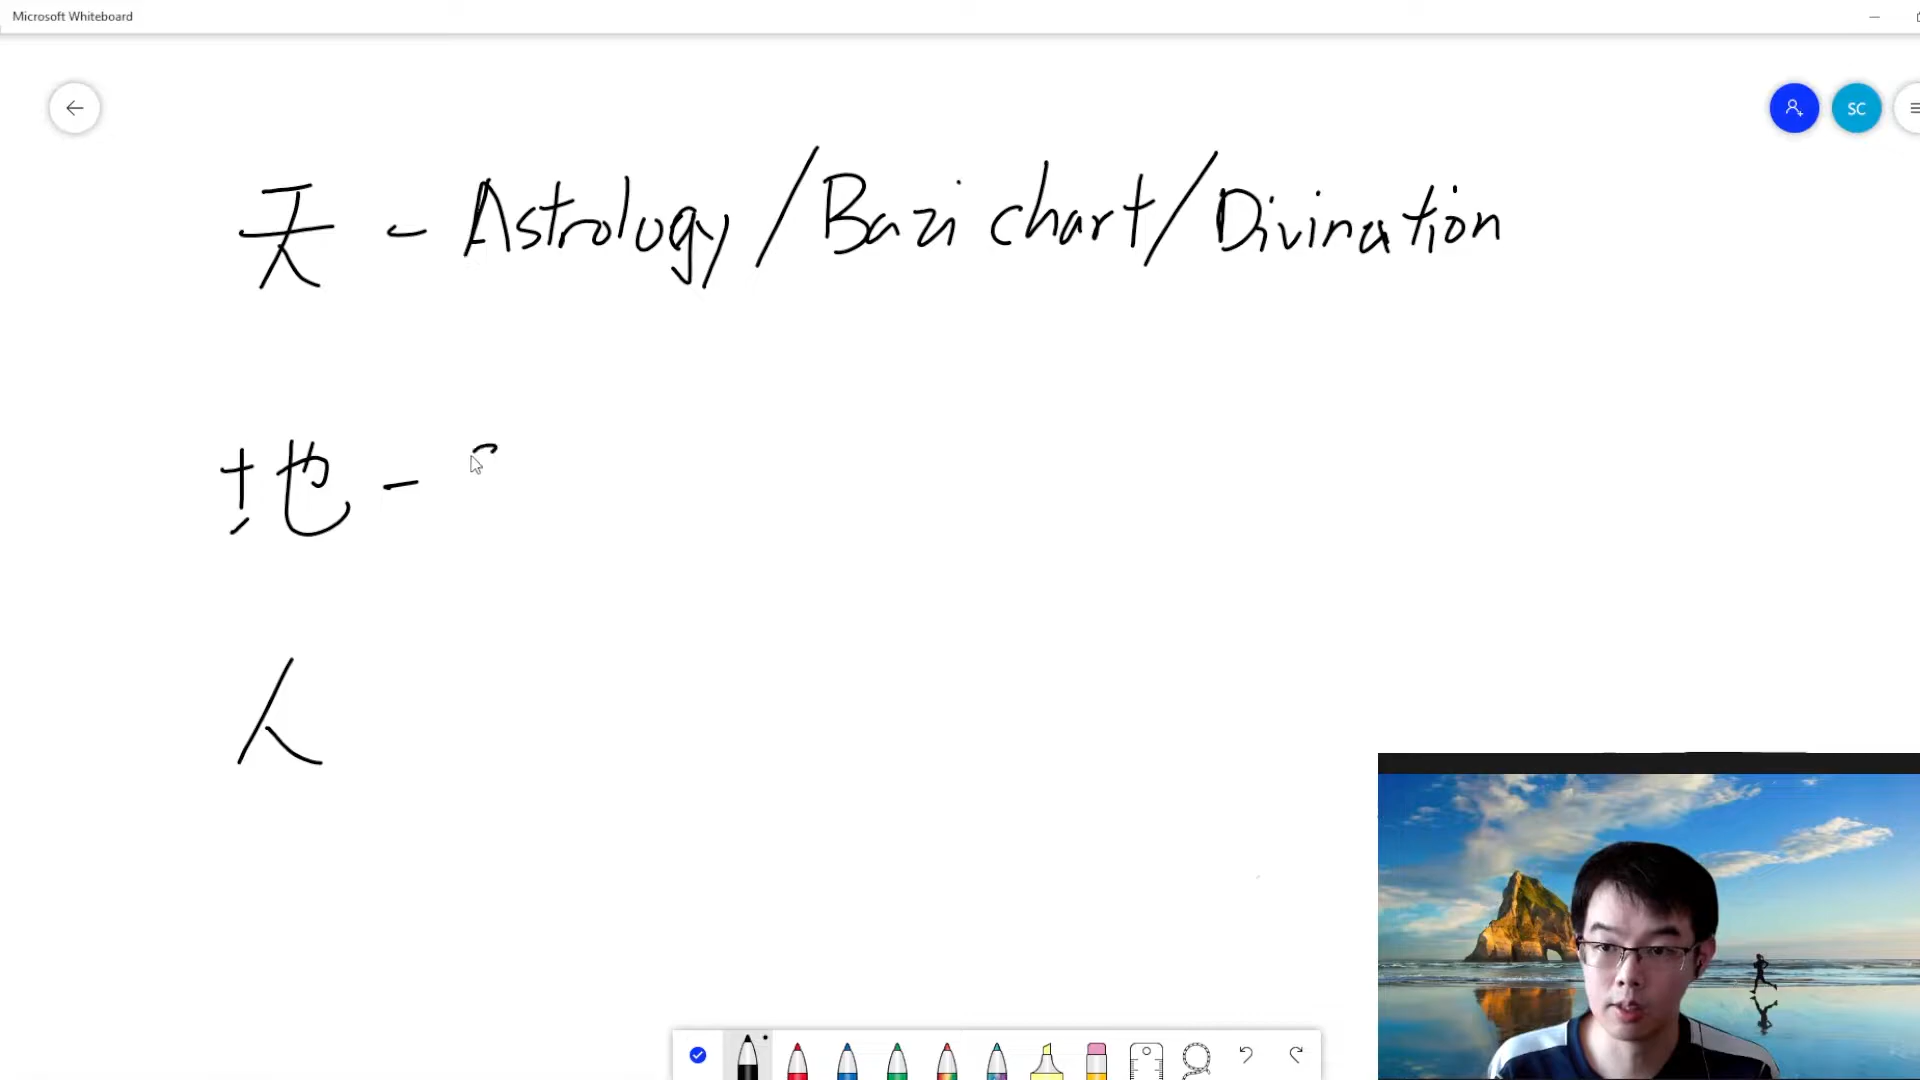 Microsoft Whiteboard
SC
天 - Astrology / Bazi chart / Divination
地 -
人